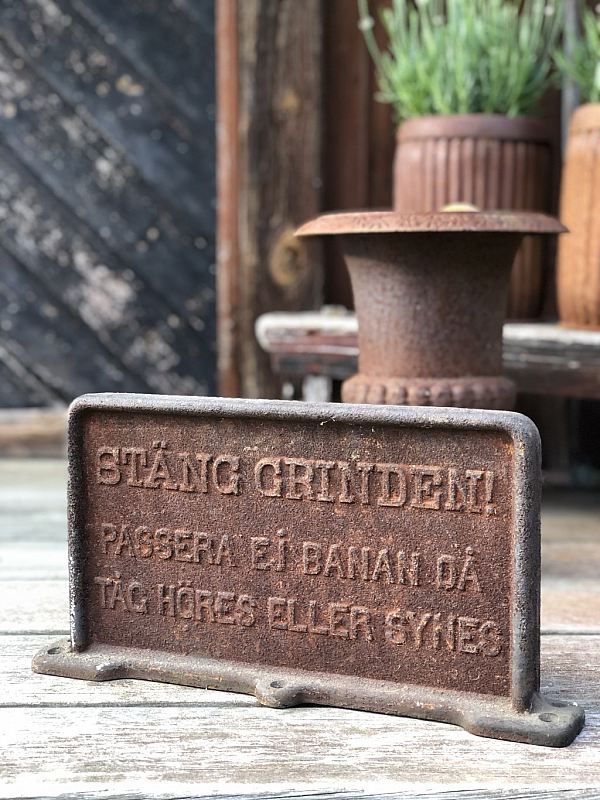 STÄNG GRINDEN!
PASSERA EJ BANAN DÅ
TÅG HÖRES ELLER SYNES